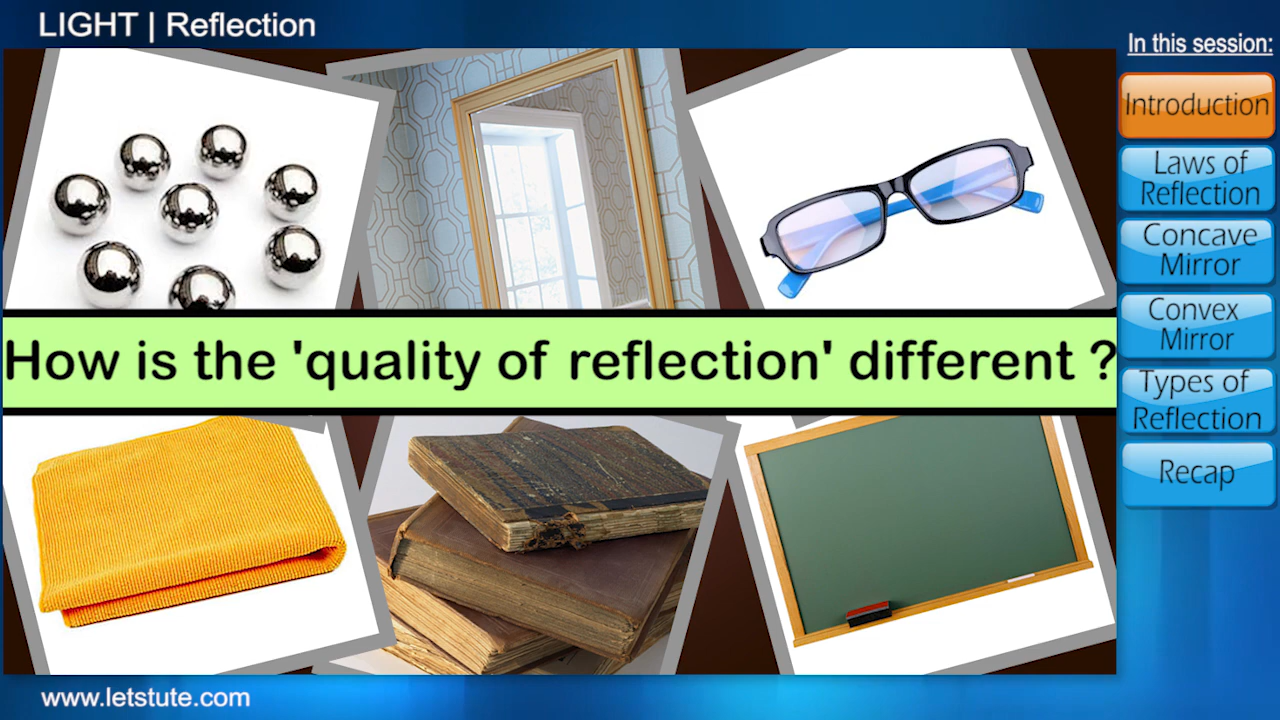 LIGHT | Reflection
In this session:
Introduction
Laws of
Reflection
Concave
Mirror
Convex
Mirror
Types of
Reflection
Recap
How is the 'quality of reflection' different ?
www.letstute.com